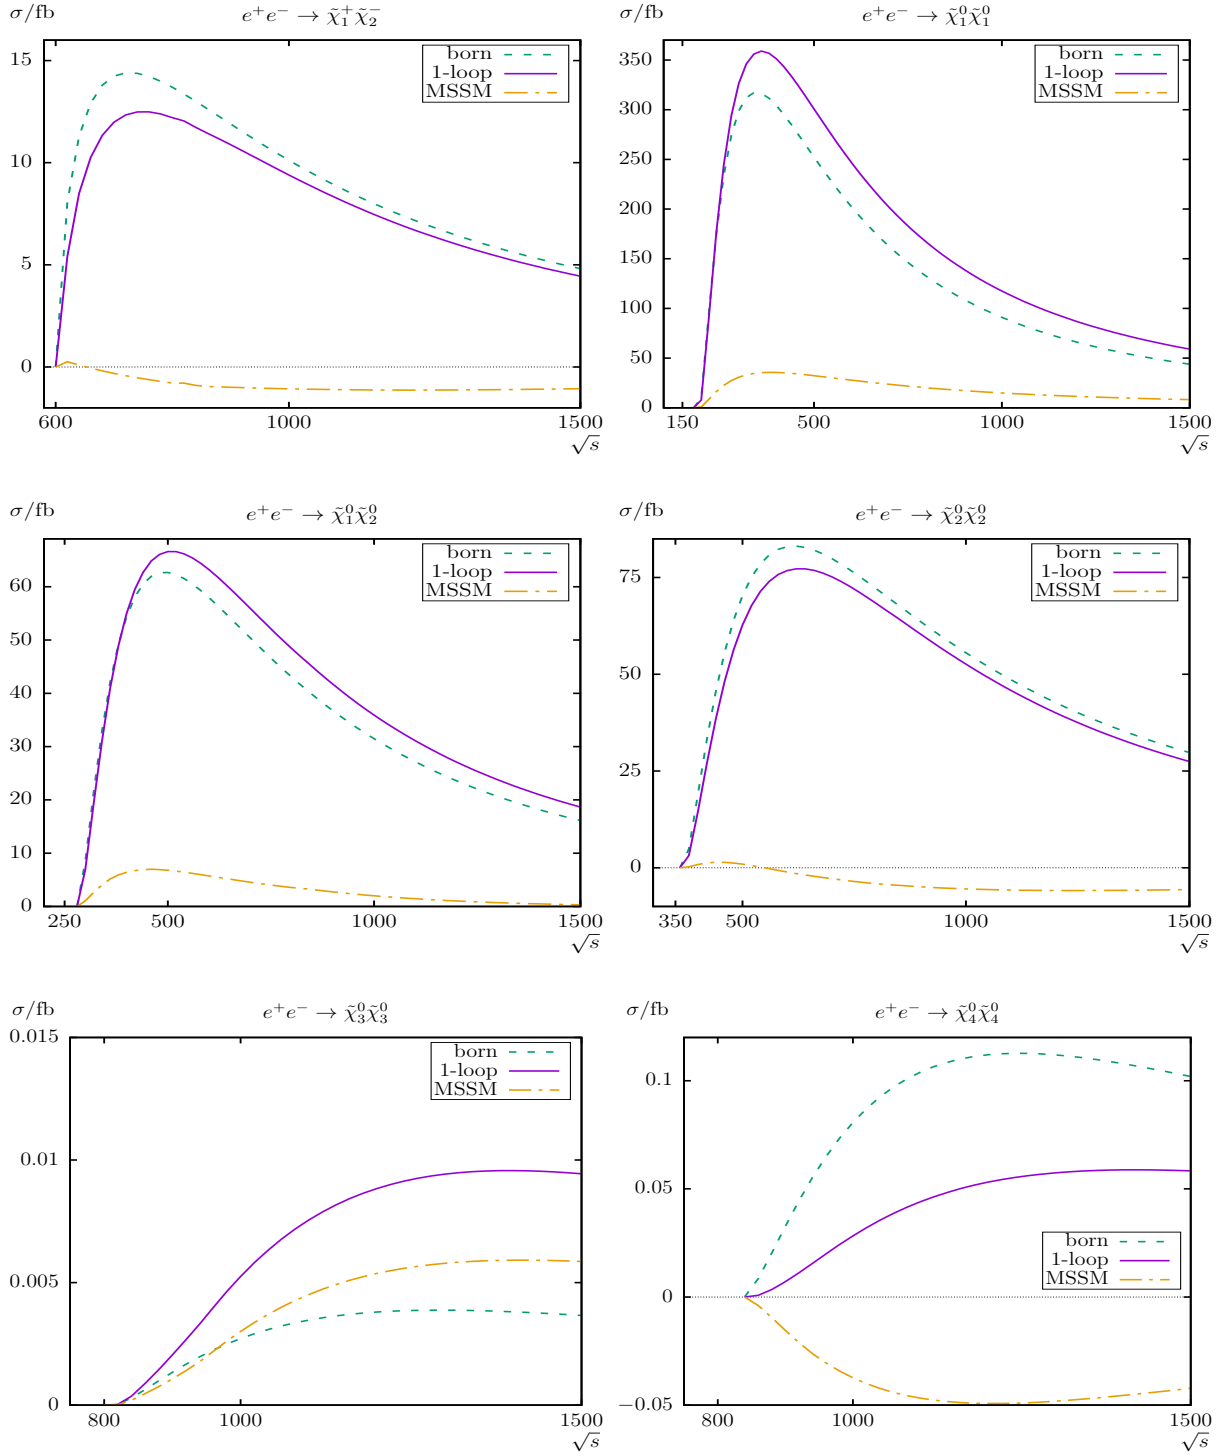 σ/fb
e⁺e⁻ → χ̃₁⁺χ̃₂⁻
15
10
5
0
600
1000
1500
√s
born
1-loop
MSSM
σ/fb
e⁺e⁻ → χ̃₁⁰χ̃₁⁰
350
300
250
200
150
100
50
0
150
500
1000
1500
√s
born
1-loop
MSSM
σ/fb
e⁺e⁻ → χ̃₁⁰χ̃₂⁰
60
50
40
30
20
10
0
250
500
1000
1500
√s
born
1-loop
MSSM
σ/fb
e⁺e⁻ → χ̃₂⁰χ̃₂⁰
75
50
25
0
350
500
1000
1500
√s
born
1-loop
MSSM
σ/fb
e⁺e⁻ → χ̃₃⁰χ̃₃⁰
0.015
0.01
0.005
0
800
1000
1500
√s
born
1-loop
MSSM
σ/fb
e⁺e⁻ → χ̃₄⁰χ̃₄⁰
0.1
0.05
0
−0.05
800
1000
1500
√s
born
1-loop
MSSM